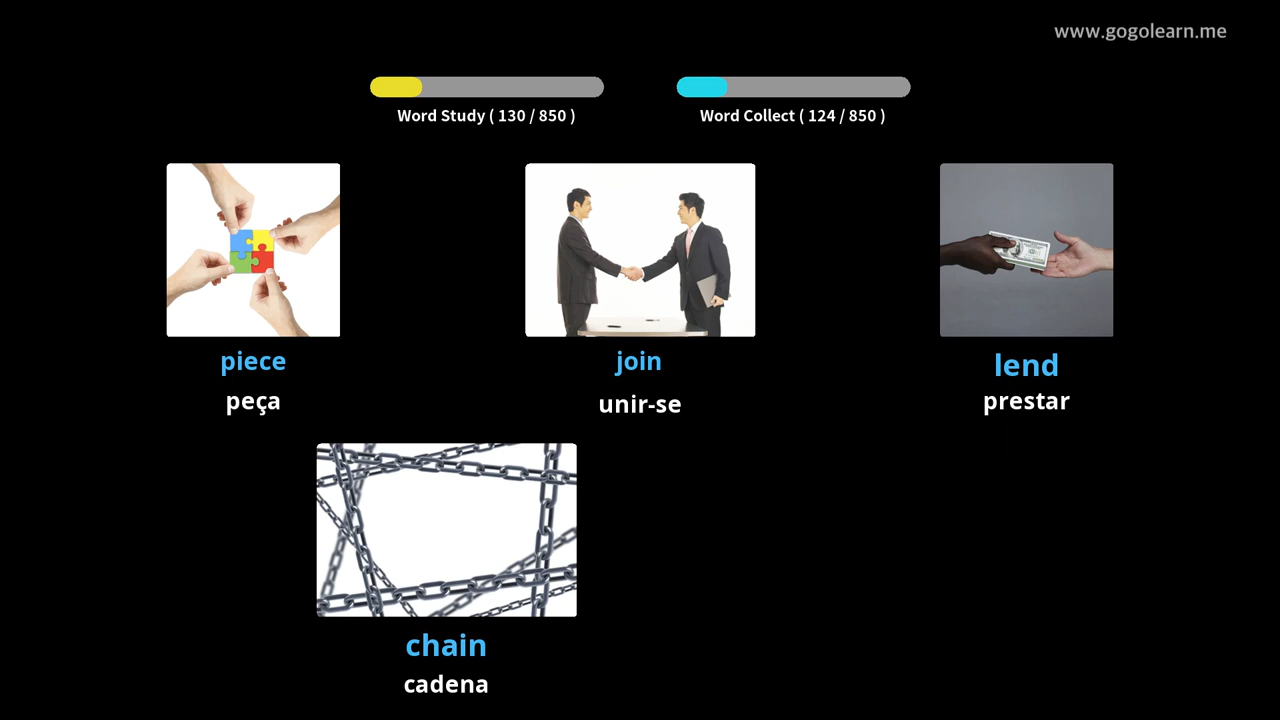 www.gogolearn.me
Word Study ( 130 / 850 )
Word Collect ( 124 / 850 )
piece
peça
join
unir-se
lend
prestar
chain
cadena